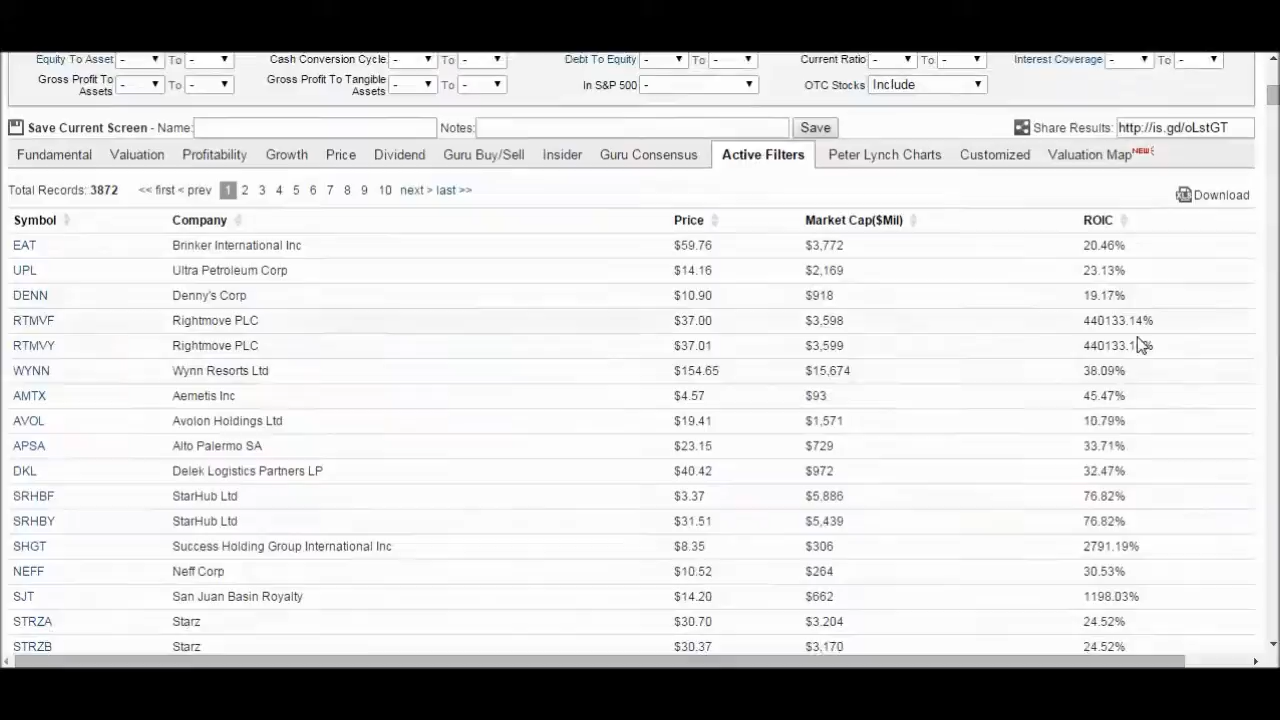 Equity To Asset - To - Cash Conversion Cycle - To - Debt To Equity - To - Current Ratio - To - Interest Coverage - To -
Gross Profit To Assets - To - Gross Profit To Tangible Assets - To - In S&P 500 - OTC Stocks Include
Save Current Screen - Name: Notes: Save Share Results: http://is.gd/oLstGT
Fundamental Valuation Profitability Growth Price Dividend Guru Buy/Sell Insider Guru Consensus Active Filters Peter Lynch Charts Customized Valuation Map NEW
Total Records: 3872 << first < prev 1 2 3 4 5 6 7 8 9 10 next > last >> Download
Symbol Company Price Market Cap($Mil) ROIC
EAT Brinker International Inc $59.76 $3,772 20.46%
UPL Ultra Petroleum Corp $14.16 $2,169 23.13%
DENN Denny's Corp $10.90 $918 19.17%
RTMVF Rightmove PLC $37.00 $3,598 440133.14%
RTMVY Rightmove PLC $37.01 $3,599
WYNN Wynn Resorts Ltd $154.65 $15,674 38.09%
AMTX Aemetis Inc $4.57 $93 45.47%
AVOL Avolon Holdings Ltd $19.41 $1,571 10.79%
APSA Alto Palermo SA $23.15 $729 33.71%
DKL Delek Logistics Partners LP $40.42 $972 32.47%
SRHBF StarHub Ltd $3.37 $5,886 76.82%
SRHBY StarHub Ltd $31.51 $5,439 76.82%
SHGT Success Holding Group International Inc $8.35 $306 2791.19%
NEFF Neff Corp $10.52 $264 30.53%
SJT San Juan Basin Royalty $14.20 $662 1198.03%
STRZA Starz $30.70 $3,204 24.52%
STRZB Starz $30.37 $3,170 24.52%